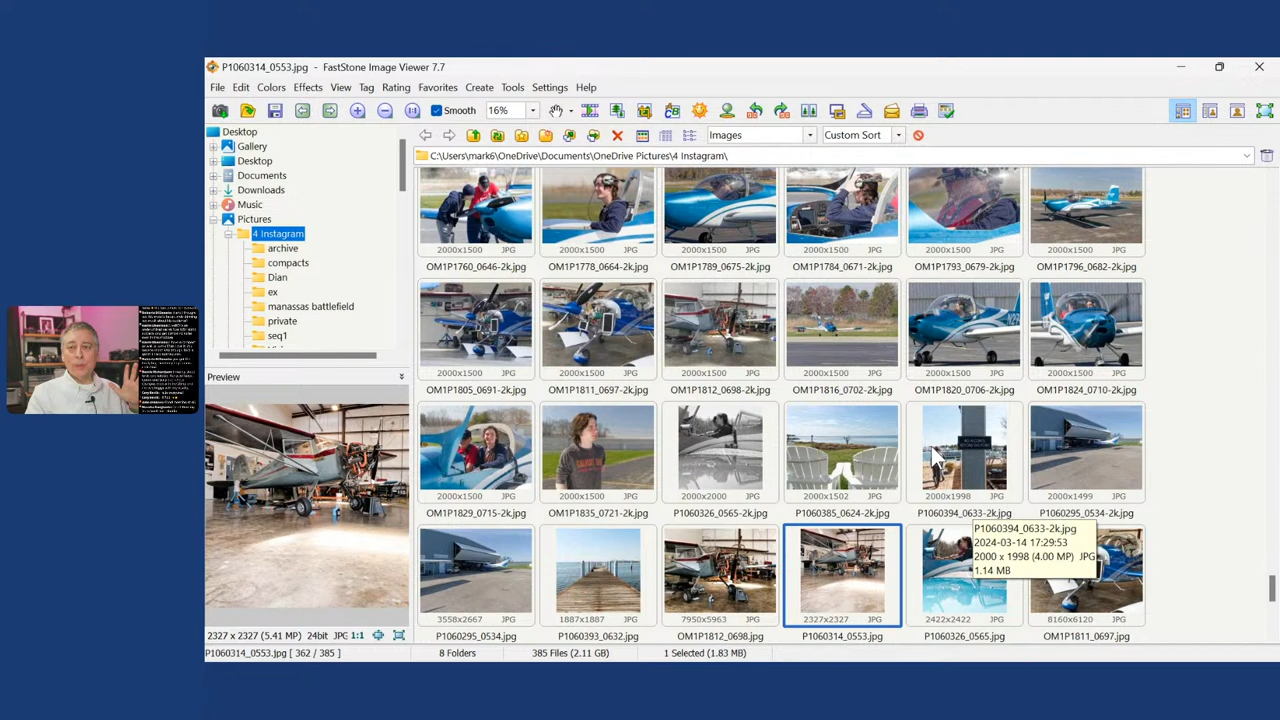 P1060314_0553.jpg - FastStone Image Viewer 7.7
File Edit Colors Effects View Tag Rating Favorites Create Tools Settings Help
Smooth 16%
Images Custom Sort
C:\Users\mark6\OneDrive\Documents\OneDrive Pictures\4 Instagram\
Desktop
Gallery
Desktop
Documents
Downloads
Music
Pictures
4 Instagram
archive
compacts
Dian
ex
manassas battlefield
private
seq1
Preview
2327 x 2327 (5.41 MP) 24bit JPG 1:1
P1060314_0553.jpg [ 362 / 385 ]
2000x1500 JPG 2000x1500 JPG 2000x1500 JPG 2000x1500 JPG 2000x1500 JPG 2000x1500 JPG
OM1P1760_0646-2k.jpg OM1P1778_0664-2k.jpg OM1P1789_0675-2k.jpg OM1P1784_0671-2k.jpg OM1P1793_0679-2k.jpg OM1P1796_0682-2k.jpg
2000x1500 JPG 2000x1500 JPG 2000x1500 JPG 2000x1500 JPG 2000x1500 JPG 2000x1500 JPG
OM1P1805_0691-2k.jpg OM1P1812_0698-2k.jpg OM1P1816_0702-2k.jpg OM1P1820_0706-2k.jpg OM1P1824_0710-2k.jpg
2000x1500 JPG 2000x1500 JPG 2000x2000 JPG 2000x1502 JPG 2000x1998 JPG 2000x1499 JPG
OM1P1829_0715-2k.jpg OM1P1835_0721-2k.jpg P1060326_0565-2k.jpg P1060385_0624-2k.jpg P1060394_0633-2k.jpg P1060295_0534-2k.jpg
P1060394_0633-2k.jpg
2024-03-14 17:29:53
2000 x 1998 (4.00 MP) JPG
1.14 MB
3558x2667 JPG 1887x1887 JPG 7950x5963 JPG 2327x2327 JPG 2422x2422 JPG 8160x6120 JPG
P1060295_0534.jpg P1060393_0632.jpg OM1P1812_0698.jpg P1060314_0553.jpg P1060326_0565.jpg OM1P1811_0697.jpg
8 Folders 385 Files (2.11 GB) 1 Selected (1.83 MB)